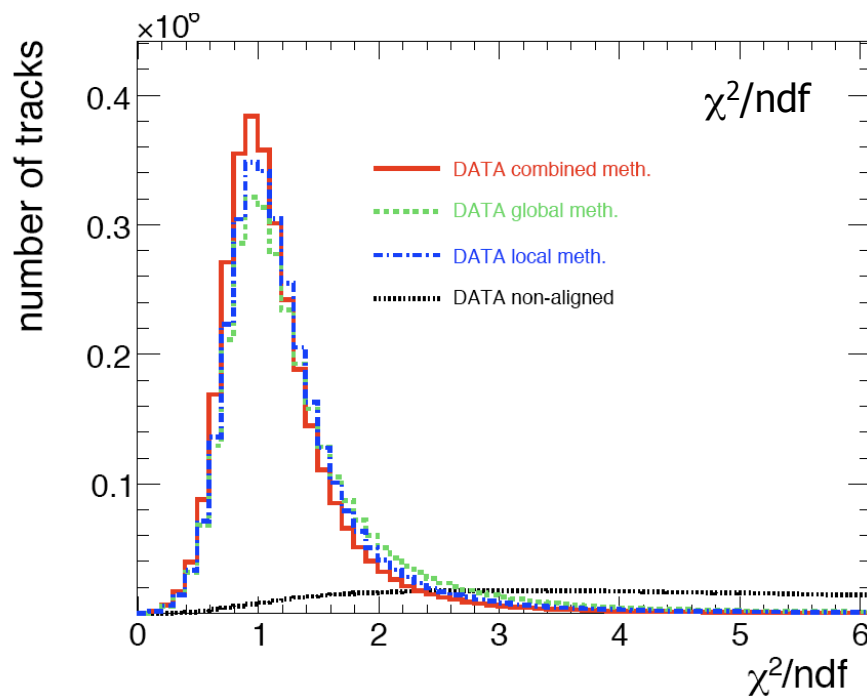 ×10⁶
number of tracks
χ²/ndf
0.4
0.3
0.2
0.1
DATA combined meth.
DATA global meth.
DATA local meth.
DATA non-aligned
0 1 2 3 4 5 6
χ²/ndf